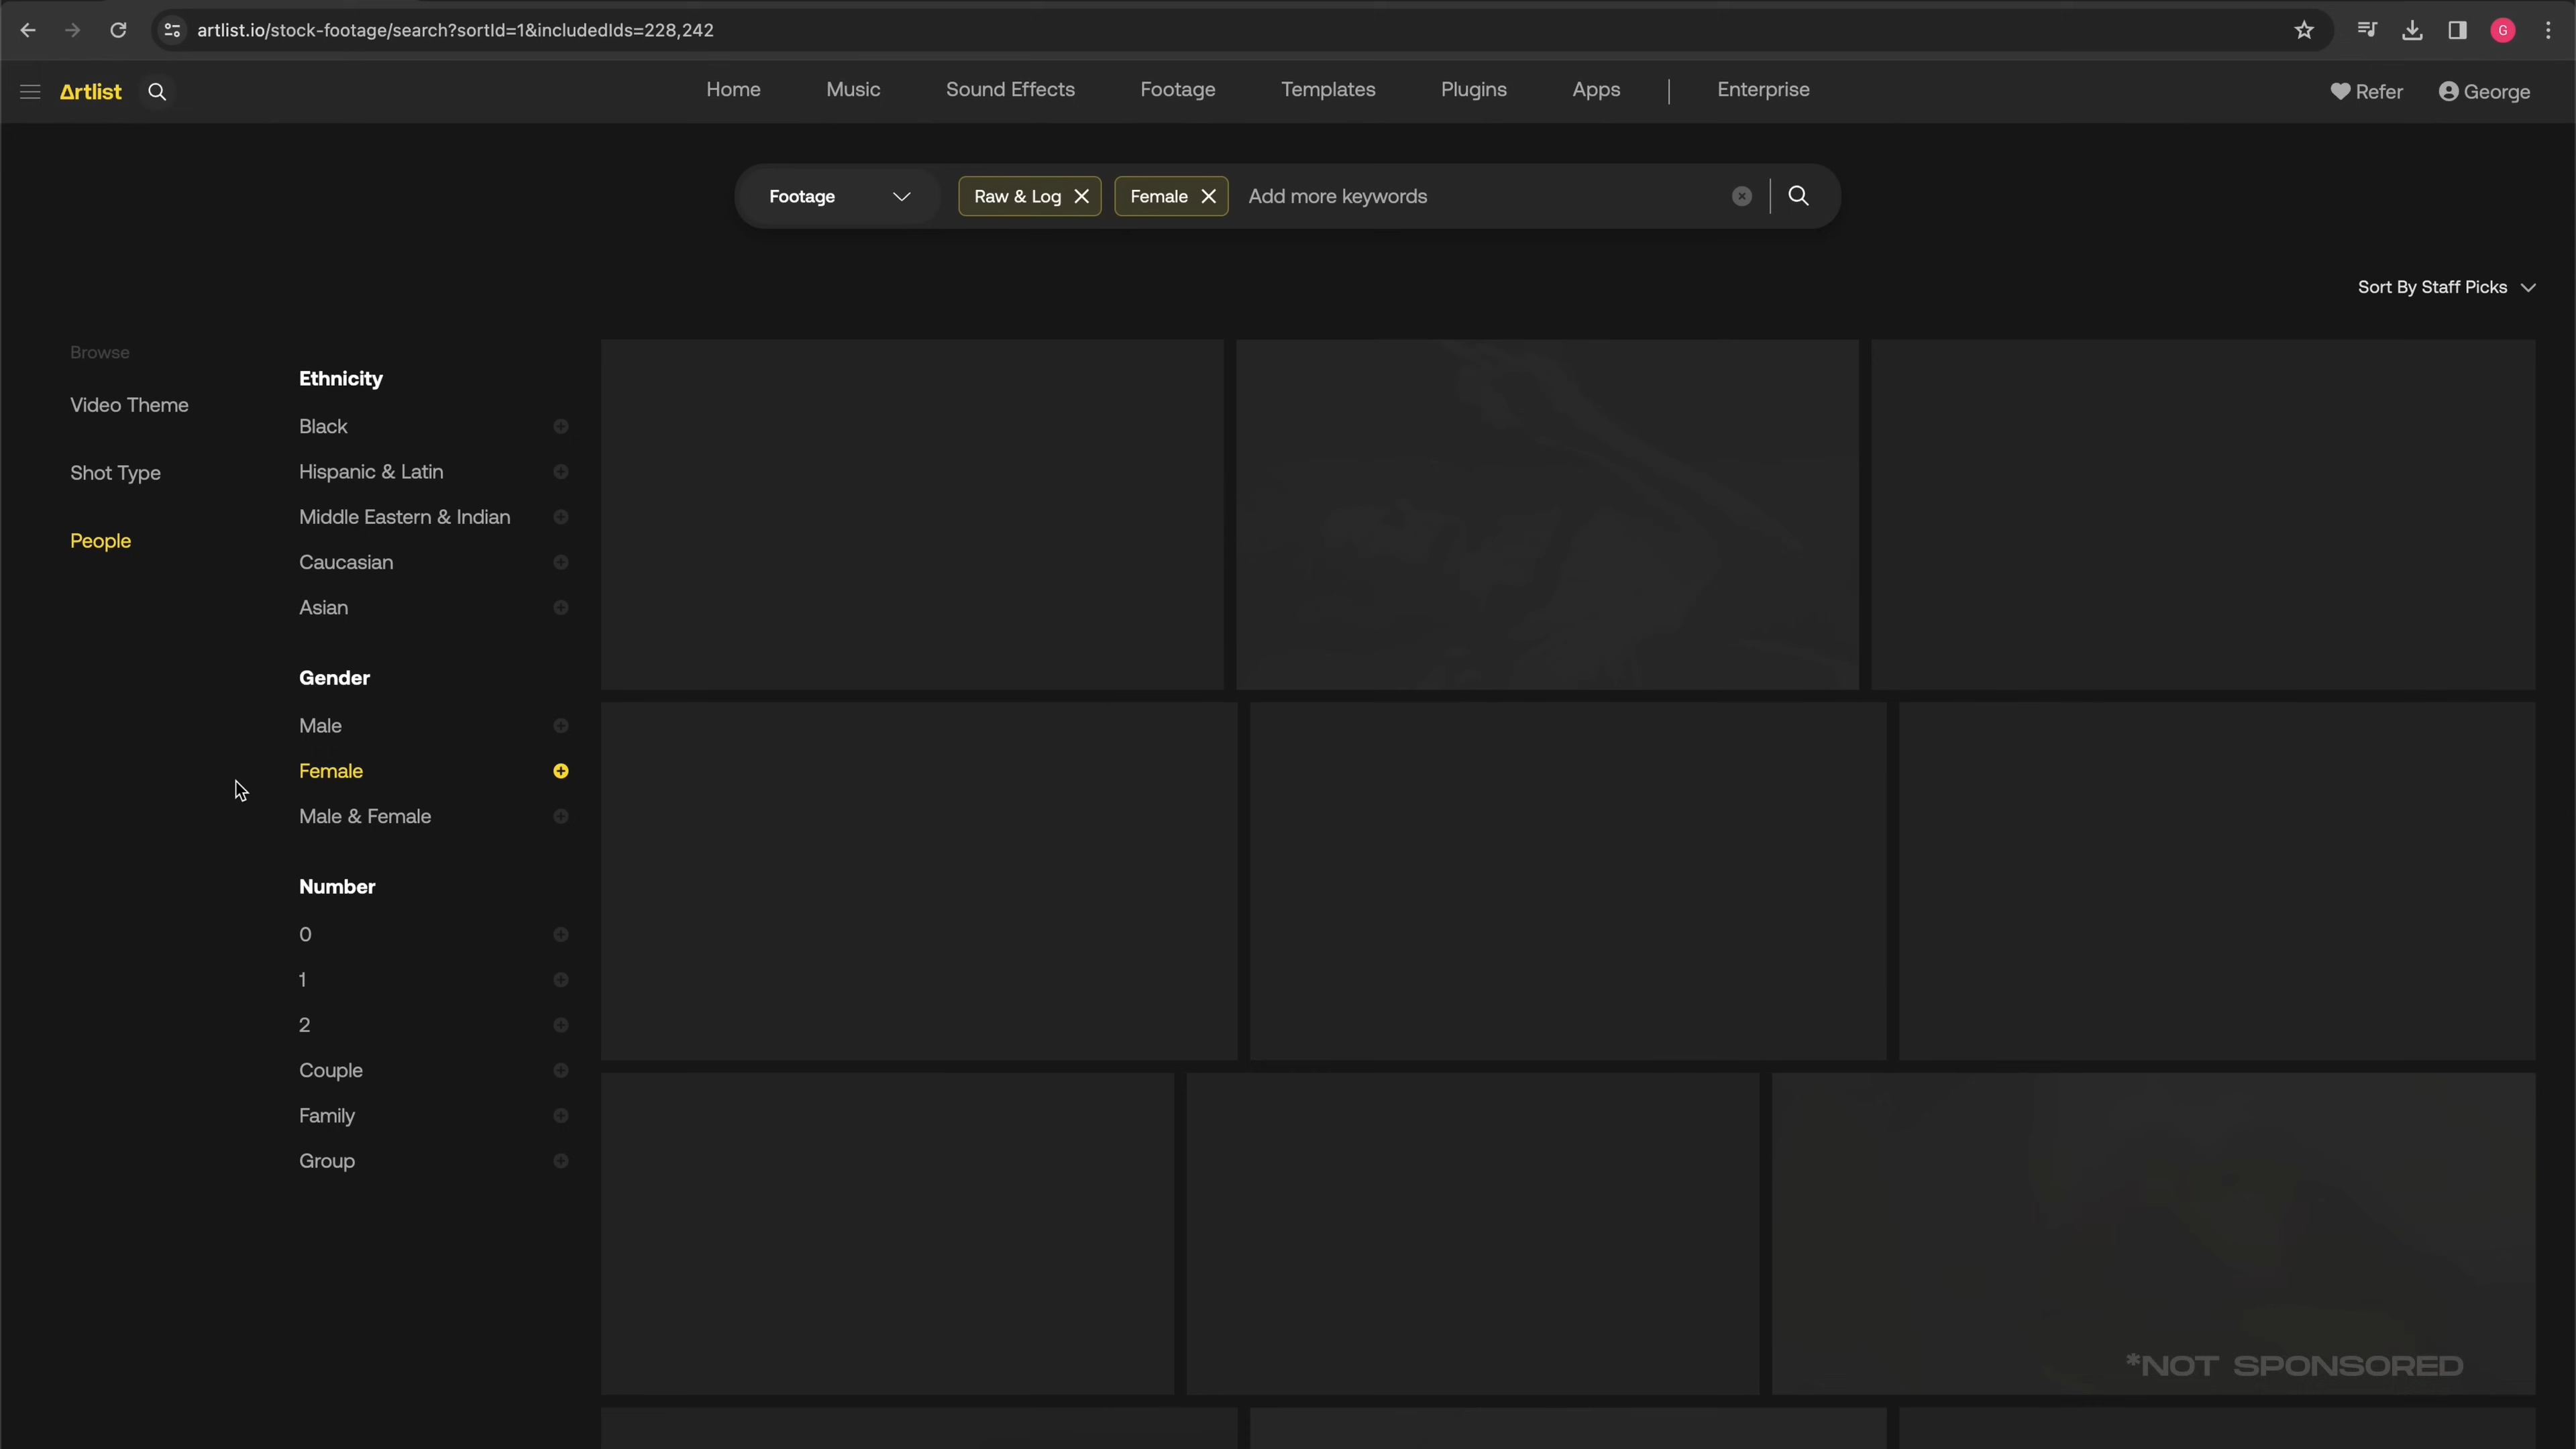 artlist.io/stock-footage/search?sortId=1&includedIds=228,242
G
Artlist
Home
Music
Sound Effects
Footage
Templates
Plugins
Apps
Enterprise
Refer
George
Footage
Raw & Log
Female
Add more keywords
Sort By Staff Picks
Browse
Video Theme
Shot Type
People
Ethnicity
Black
Hispanic & Latin
Middle Eastern & Indian
Caucasian
Asian
Gender
Male
Female
Male & Female
Number
0
1
2
Couple
Family
Group
*NOT SPONSORED